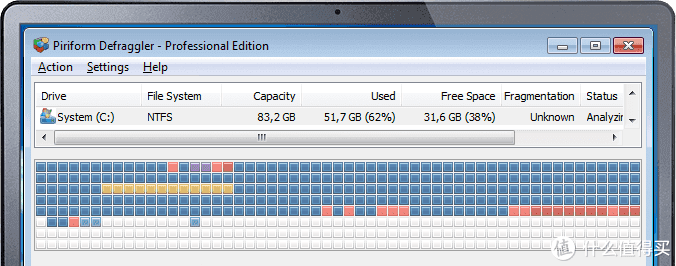 Piriform Defraggler - Professional Edition
Action Settings Help
Drive File System Capacity Used Free Space Fragmentation Status
System (C:) NTFS 83,2 GB 51,7 GB (62%) 31,6 GB (38%) Unknown Analyzin
值 什么值得买